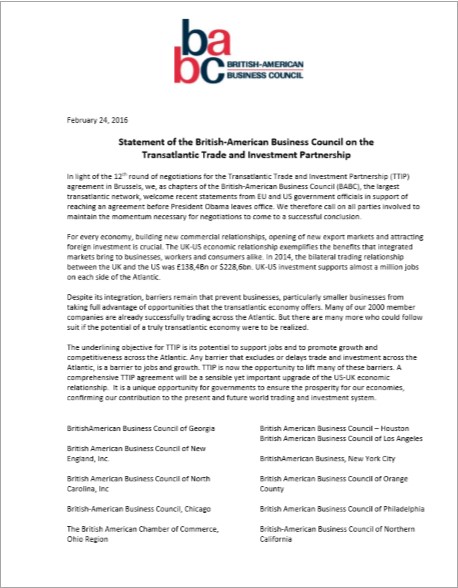 babc
BRITISH-AMERICAN
BUSINESS COUNCIL
February 24, 2016
Statement of the British-American Business Council on the
Transatlantic Trade and Investment Partnership
In light of the 12th round of negotiations for the Transatlantic Trade and Investment Partnership (TTIP)
agreement in Brussels, we, as chapters of the British-American Business Council (BABC), the largest
transatlantic network, welcome recent statements from EU and US government officials in support of
reaching an agreement before President Obama leaves office. We therefore call on all parties involved to
maintain the momentum necessary for negotiations to come to a successful conclusion.
For every economy, building new commercial relationships, opening of new export markets and attracting
foreign investment is crucial. The UK-US economic relationship exemplifies the benefits that integrated
markets bring to business, workers and consumers alike. In 2014, the bilateral trading relationship
between the UK and the US was £138,4Bn or $228,6bn. UK-US investment supports almost a million jobs
on each side of the Atlantic.
Despite its integration, barriers remain that prevent businesses, particularly smaller businesses from
taking full advantage of opportunities that the transatlantic economy offers. Many of our 2000 member
companies are already successfully trading across the Atlantic. But there are many more who could follow
suit if the potential of a truly transatlantic economy were to be realized.
The underlining objective for TTIP is its potential to support jobs and to promote growth and
competitiveness across the Atlantic. Any barrier that excludes or delays trade and investment across the
Atlantic, is a barrier to jobs and growth. TTIP is now the opportunity to lift many of these barriers. A
comprehensive TTIP agreement will be a sensible yet important upgrade of the US-UK economic
relationship. It is a unique opportunity for governments to ensure the prosperity for our economies,
confirming our contribution to the present and future world trading and investment system.
BritishAmerican Business Council of Georgia
British American Business Council of New
England, Inc.
British American Business Council of North
Carolina, Inc
British-American Business Council, Chicago
The British American Chamber of Commerce,
Ohio Region
British American Business Council – Houston
British American Business Council of Los Angeles
BritishAmerican Business, New York City
British American Business Council of Orange
County
British American Business Council of Philadelphia
British-American Business Council of Northern
California